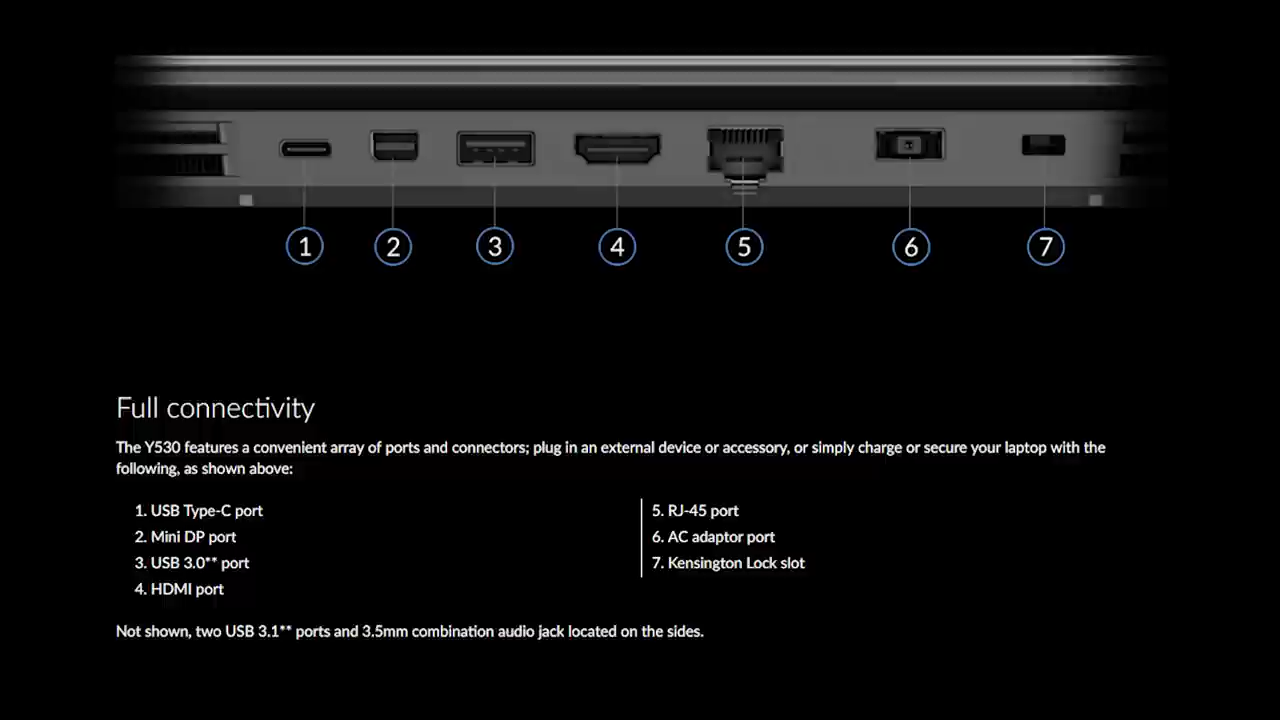 1
2
3
4
5
6
7
Full connectivity
The Y530 features a convenient array of ports and connectors; plug in an external device or accessory, or simply charge or secure your laptop with the
following, as shown above:
1. USB Type-C port
2. Mini DP port
3. USB 3.0** port
4. HDMI port
5. RJ-45 port
6. AC adaptor port
7. Kensington Lock slot
Not shown, two USB 3.1** ports and 3.5mm combination audio jack located on the sides.